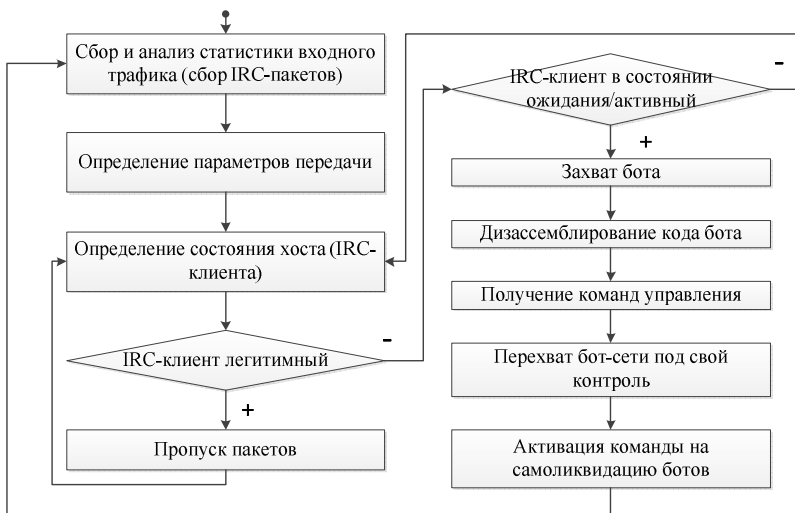 Сбор и анализ статистики входного
трафика (сбор IRC-пакетов)
Определение параметров передачи
Определение состояния хоста (IRC-
клиента)
IRC-клиент легитимный
-
+
Пропуск пакетов
IRC-клиент в состоянии
ожидания/активный
-
+
Захват бота
Дизассемблирование кода бота
Получение команд управления
Перехват бот-сети под свой
контроль
Активация команды на
самоликвидацию ботов